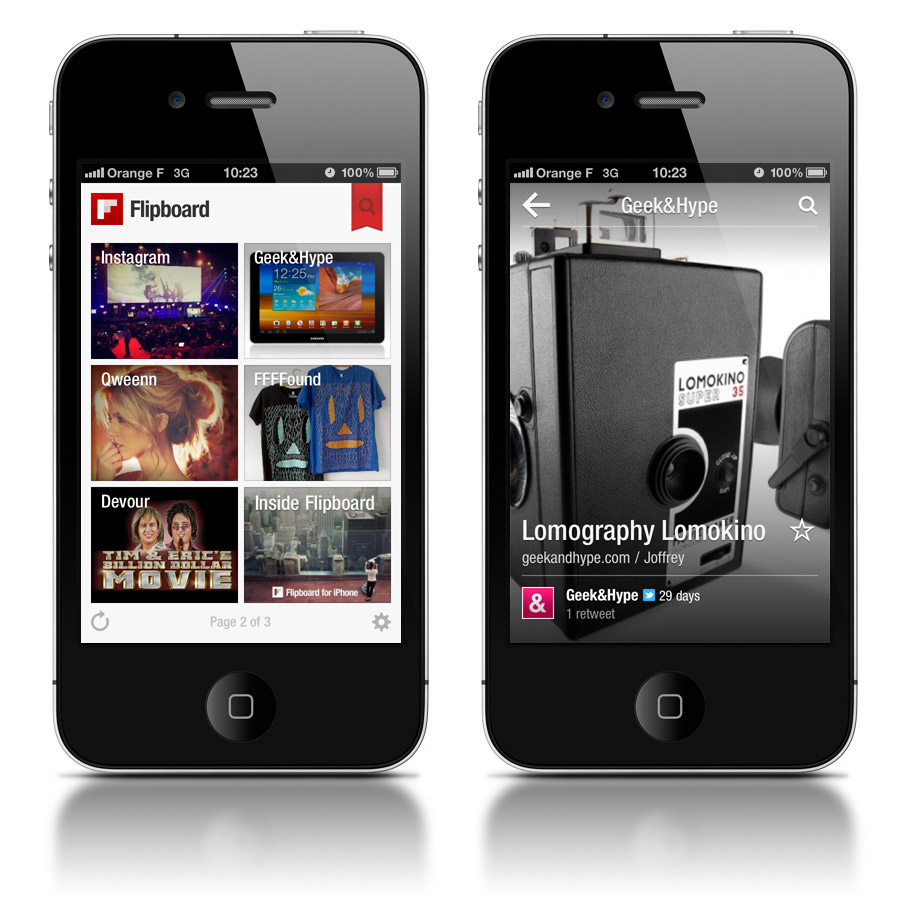 Orange F 3G 10:23 100%
Flipboard
Instagram
Geek&Hype
12:25
SAMSUNG
Qweenn
FFFFound
Devour
TIM & ERIC'S
BILLION DOLLAR
MOVIE
Inside Flipboard
Flipboard for iPhone
Page 2 of 3
Orange F 3G 10:23 100%
Geek&Hype
LOMOKINO
SUPER 35
CLOSE-UP
Lomography Lomokino
geekandhype.com / Joffrey
&
Geek&Hype 29 days
1 retweet